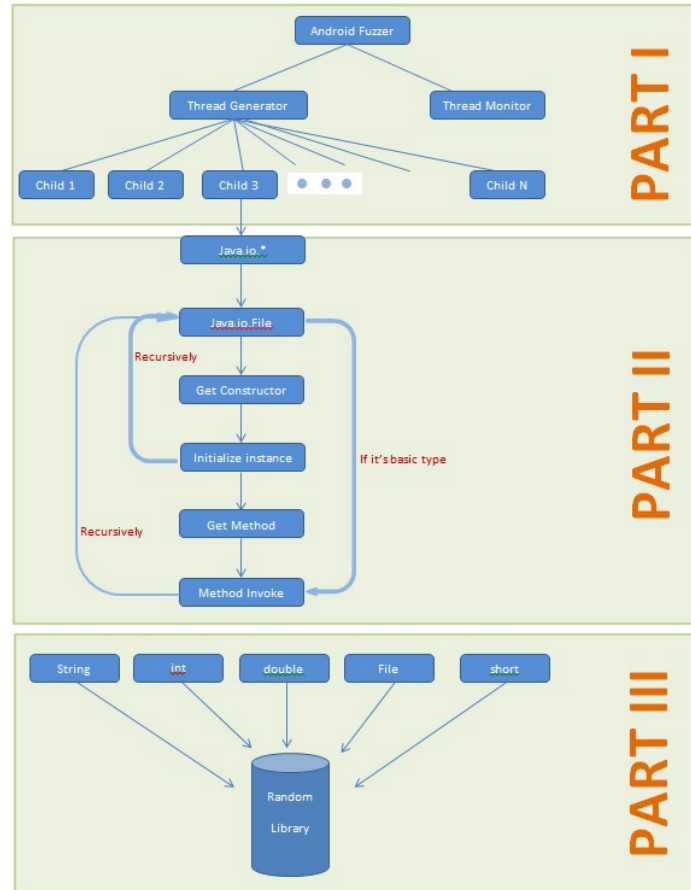 Android Fuzzer
Thread Generator
Thread Monitor
Child 1
Child 2
Child 3
Child N
PART I
Java.io.*
Java.io.File
Recursively
Get Constructor
Initialize instance
If it's basic type
Get Method
Recursively
Method Invoke
PART II
String
int
double
File
short
Random
Library
PART III